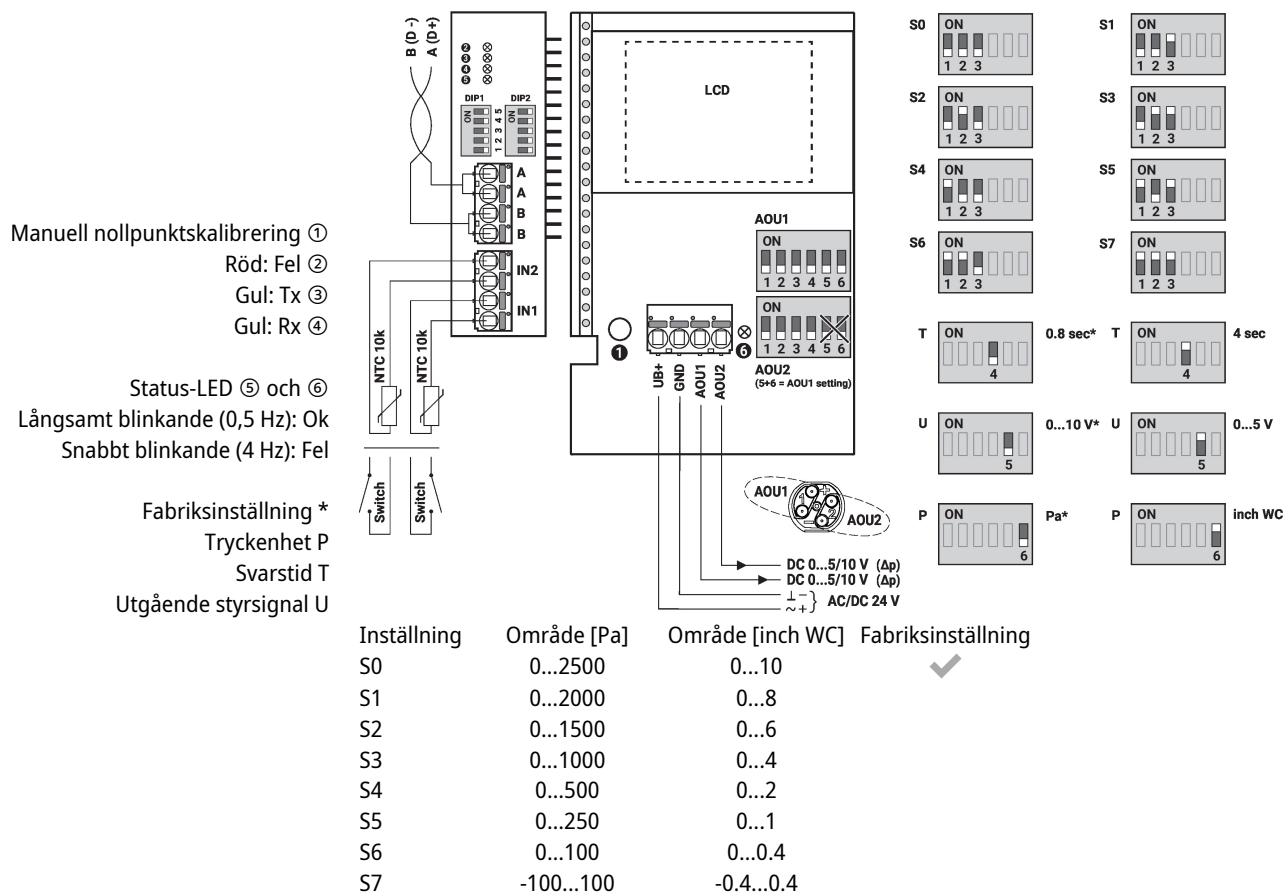 B (D -)
A (D+)
❷
❸
❹
❺
DIP1
DIP2
ON
ON
1 2 3 4 5
A
A
B
B
IN2
IN1
NTC 10k
NTC 10k
Switch
Switch
Manuell nollpunktskalibrering ①
Röd: Fel ②
Gul: Tx ③
Gul: Rx ④
Status-LED ⑤ och ⑥
Långsamt blinkande (0,5 Hz): Ok
Snabbt blinkande (4 Hz): Fel
Fabriksinställning *
Tryckenhet P
Svarstid T
Utgående styrsignal U
LCD
AOU1
ON
1 2 3 4 5 6
ON
1 2 3 4 5 6
AOU2
(5+6 = AOU1 setting)
❶
❻
UB+
GND
AOU1
AOU2
AOU1
1
2
AOU2
DC 0...5/10 V (Δp)
DC 0...5/10 V (Δp)
⊥ −
~ +
AC/DC 24 V
S0
ON
1 2 3
S1
ON
1 2 3
S2
ON
1 2 3
S3
ON
1 2 3
S4
ON
1 2 3
S5
ON
1 2 3
S6
ON
1 2 3
S7
ON
1 2 3
T
ON
4
0.8 sec*
T
ON
4
4 sec
U
ON
5
0...10 V*
U
ON
5
0...5 V
P
ON
6
Pa*
P
ON
6
inch WC
Inställning Område [Pa] Område [inch WC] Fabriksinställning
S0 0...2500 0...10 ✔
S1 0...2000 0...8
S2 0...1500 0...6
S3 0...1000 0...4
S4 0...500 0...2
S5 0...250 0...1
S6 0...100 0...0.4
S7 -100...100 -0.4...0.4